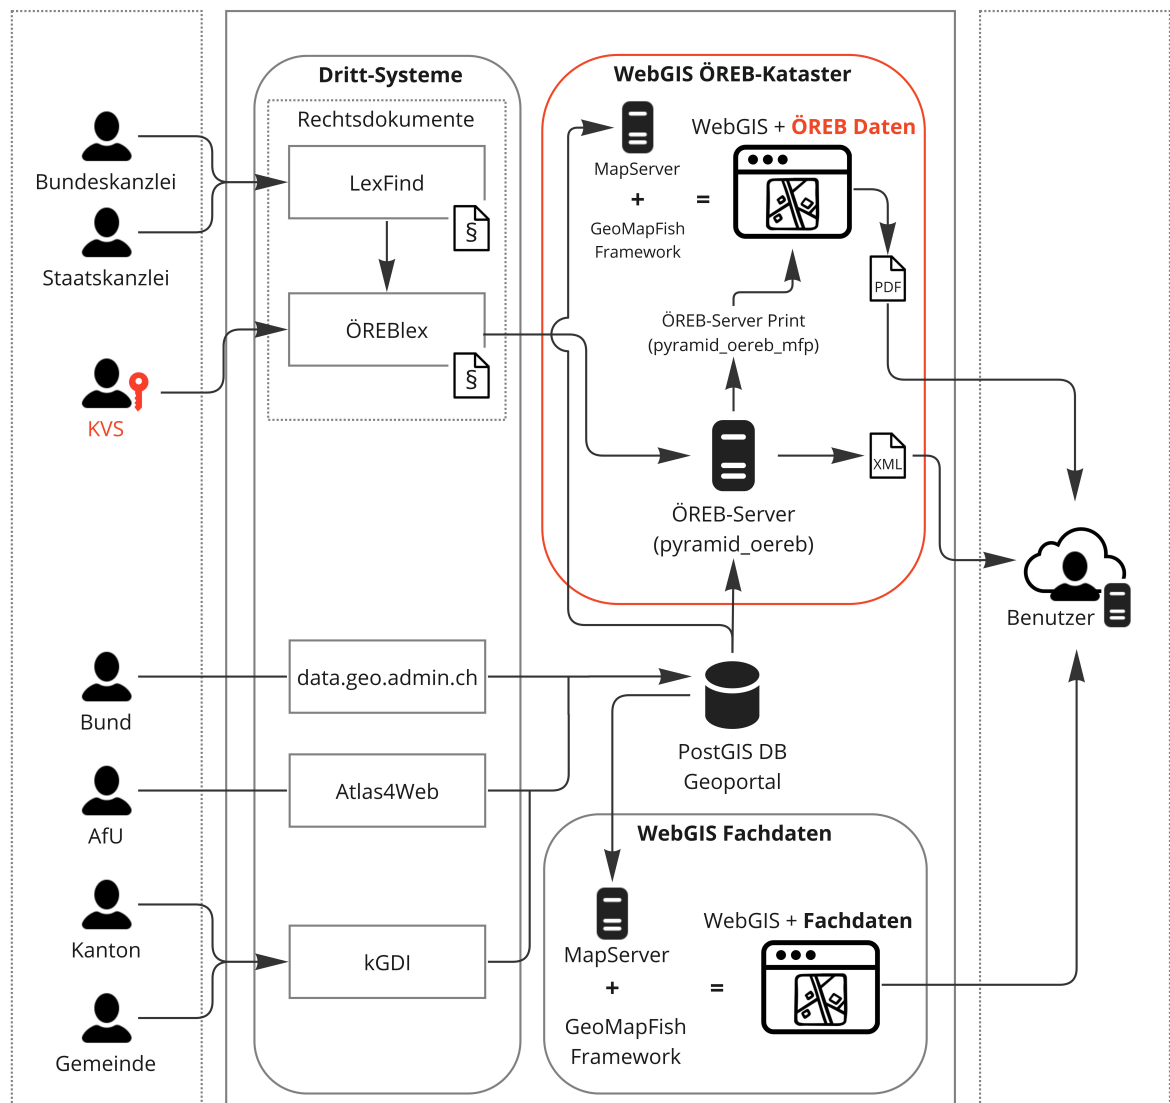 Bundeskanzlei
Staatskanzlei
KVS
Bund
AfU
Kanton
Gemeinde
Dritt-Systeme
Rechtsdokumente
LexFind
§
ÖREBlex
§
data.geo.admin.ch
Atlas4Web
kGDI
WebGIS ÖREB-Kataster
MapServer
+
GeoMapFish
Framework
=
WebGIS + ÖREB Daten
PDF
ÖREB-Server Print
(pyramid_oereb_mfp)
XML
ÖREB-Server
(pyramid_oereb)
PostGIS DB
Geoportal
WebGIS Fachdaten
MapServer
+
GeoMapFish
Framework
=
WebGIS + Fachdaten
Benutzer